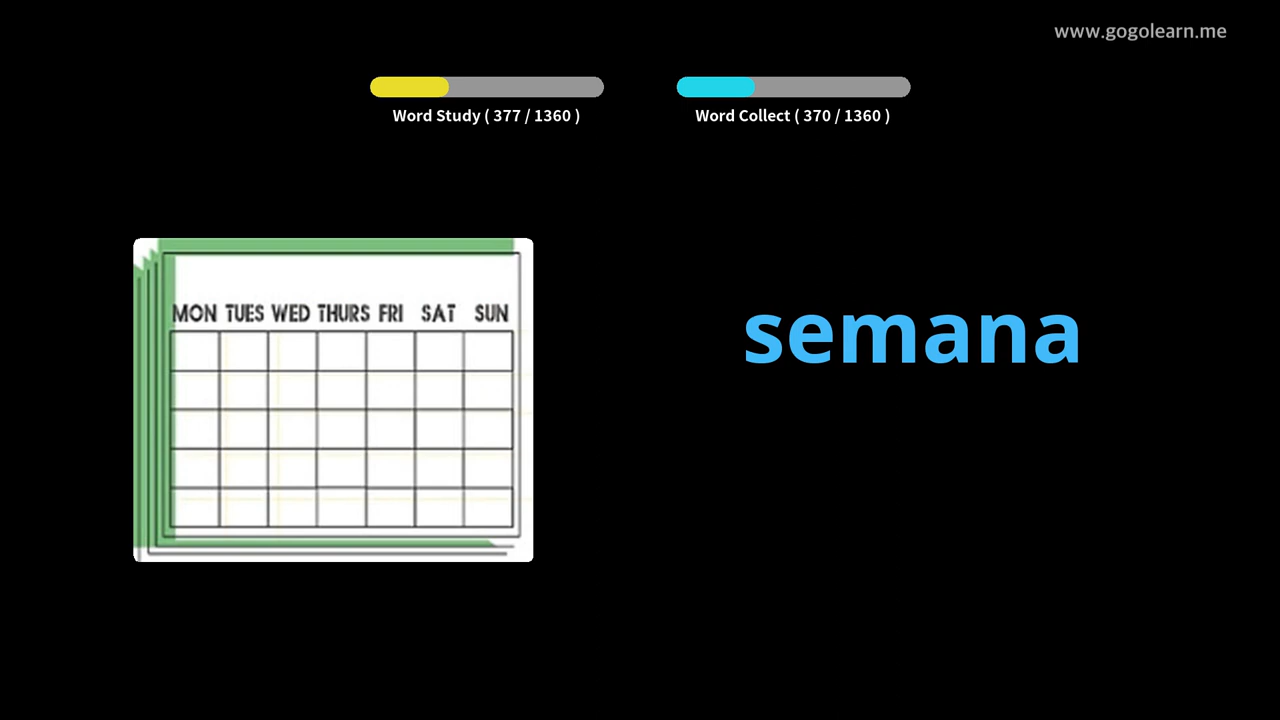 www.gogolearn.me
Word Study ( 377 / 1360 )
Word Collect ( 370 / 1360 )
MON TUES WED THURS FRI SAT SUN
semana